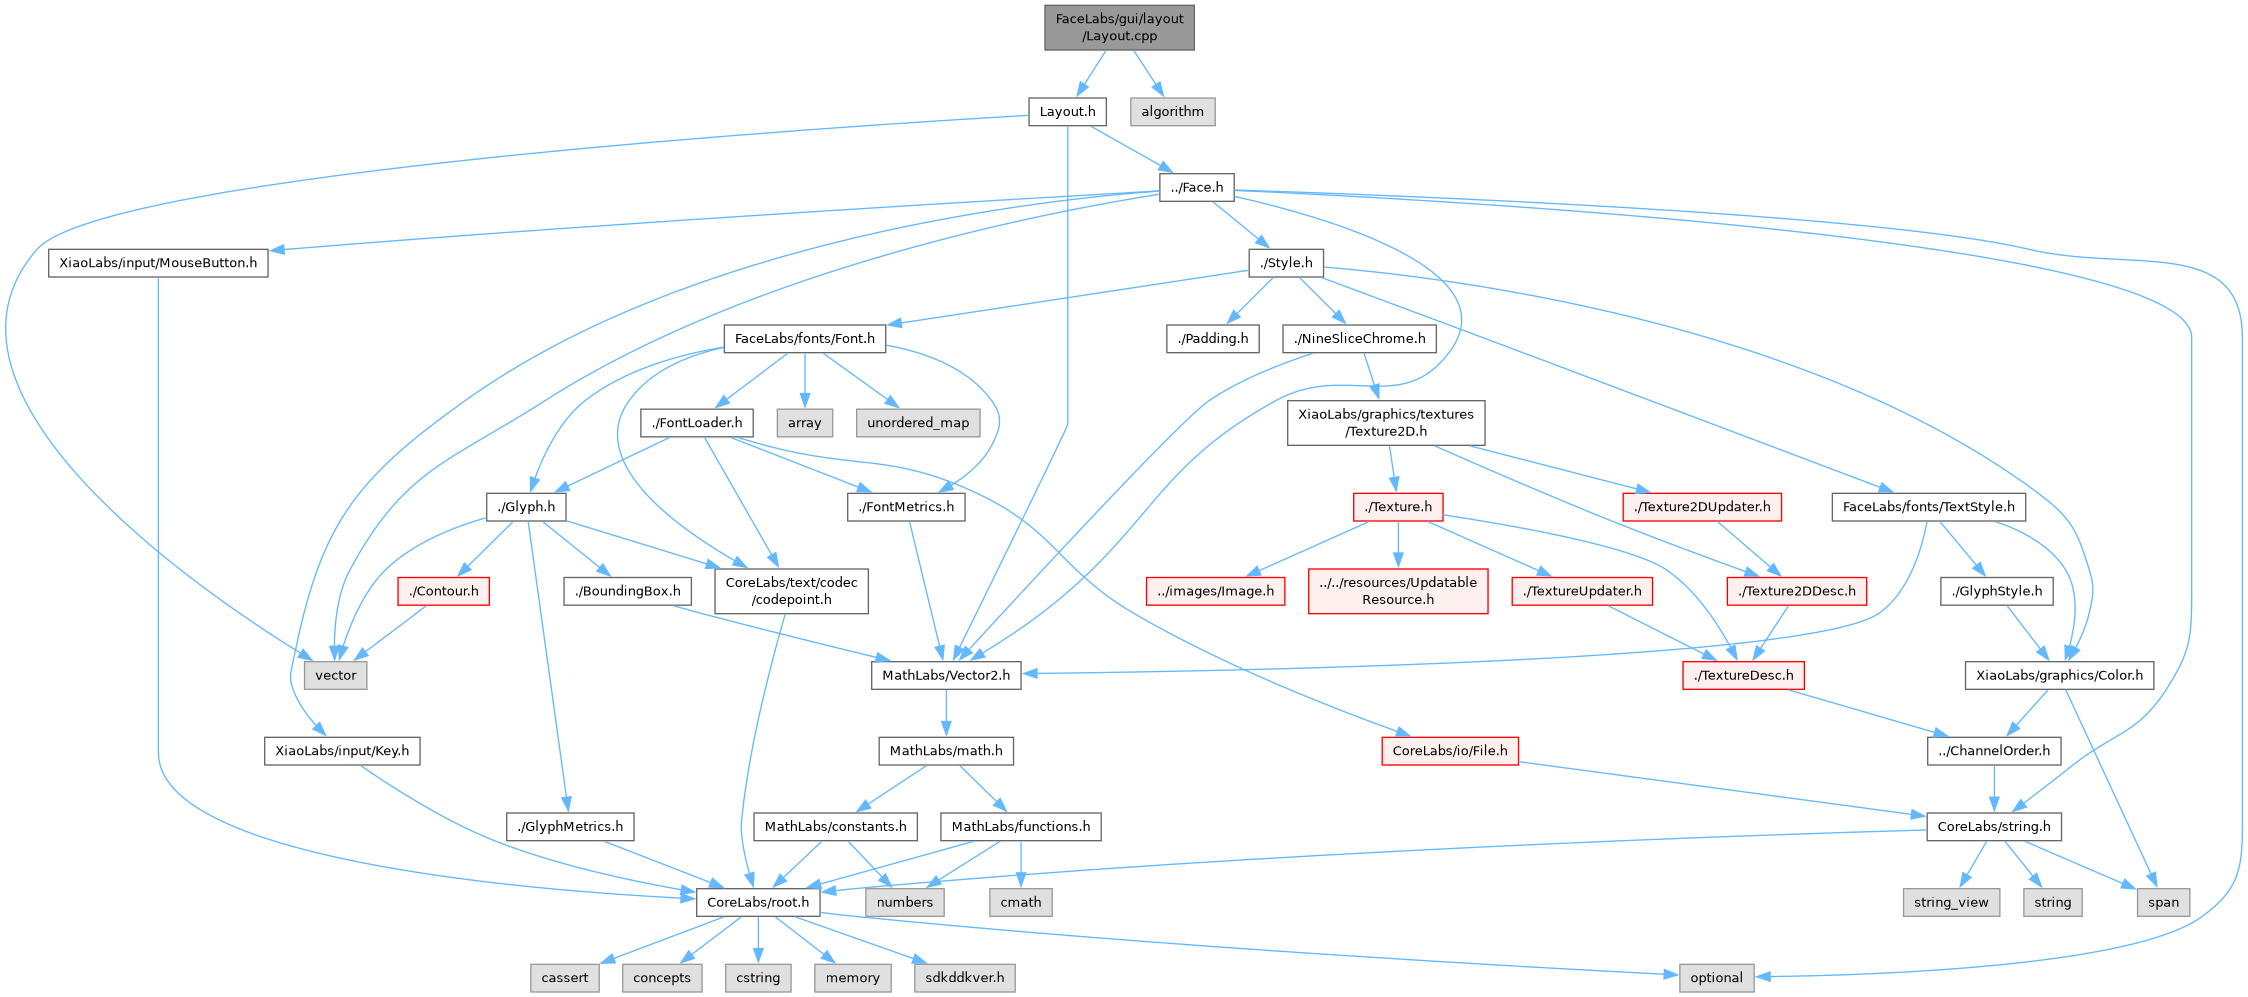 FaceLabs/gui/layout
/Layout.cpp
Layout.h
algorithm
../Face.h
XiaoLabs/input/MouseButton.h
./Style.h
FaceLabs/fonts/Font.h
./Padding.h
./NineSliceChrome.h
./FontLoader.h
array
unordered_map
XiaoLabs/graphics/textures
/Texture2D.h
./Glyph.h
./FontMetrics.h
./Texture.h
./Texture2DUpdater.h
FaceLabs/fonts/TextStyle.h
./Contour.h
./BoundingBox.h
CoreLabs/text/codec
/codepoint.h
../images/Image.h
../../resources/Updatable
Resource.h
./TextureUpdater.h
./Texture2DDesc.h
./GlyphStyle.h
vector
MathLabs/Vector2.h
./TextureDesc.h
XiaoLabs/graphics/Color.h
XiaoLabs/input/Key.h
MathLabs/math.h
CoreLabs/io/File.h
../ChannelOrder.h
./GlyphMetrics.h
MathLabs/constants.h
MathLabs/functions.h
CoreLabs/string.h
CoreLabs/root.h
numbers
cmath
string_view
string
span
cassert
concepts
cstring
memory
sdkddkver.h
optional